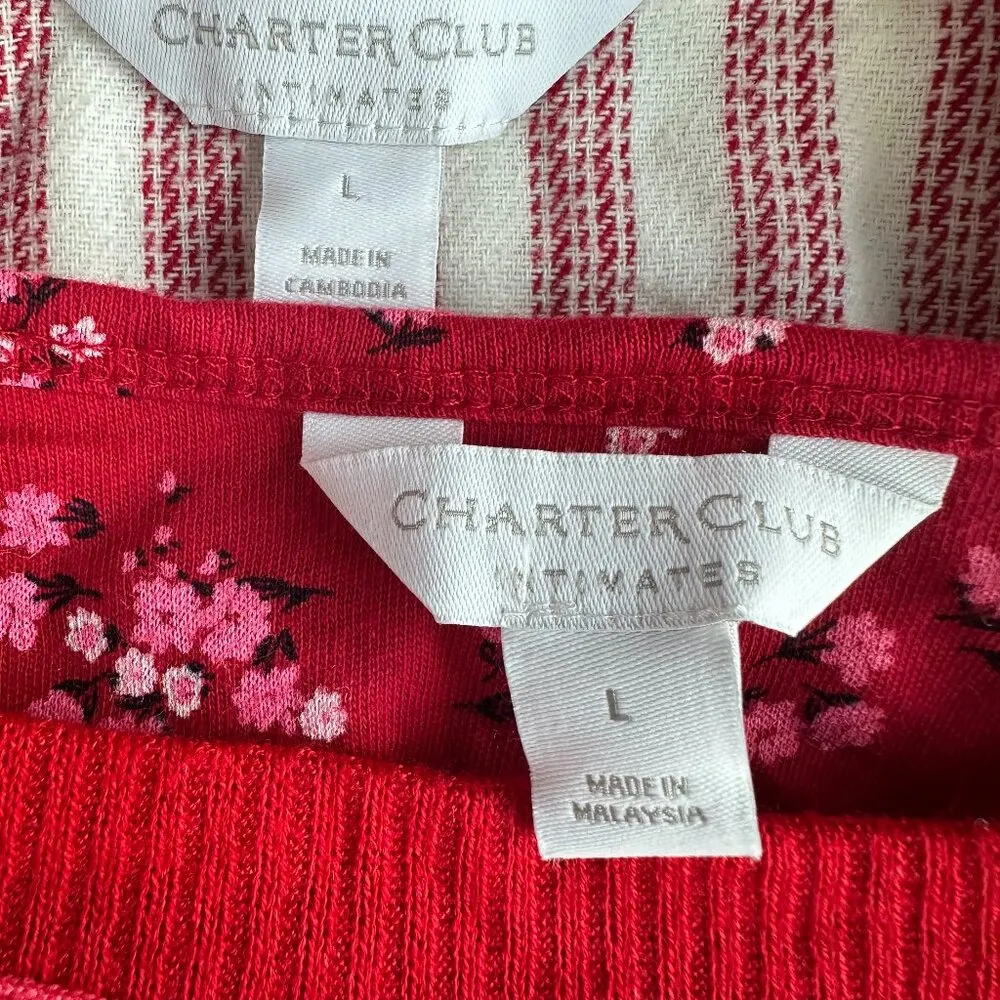 CHARTER CLUB
INTIMATES
L
MADE IN
CAMBODIA
CHARTER CLUB
INTIMATES
L
MADE IN
MALAYSIA